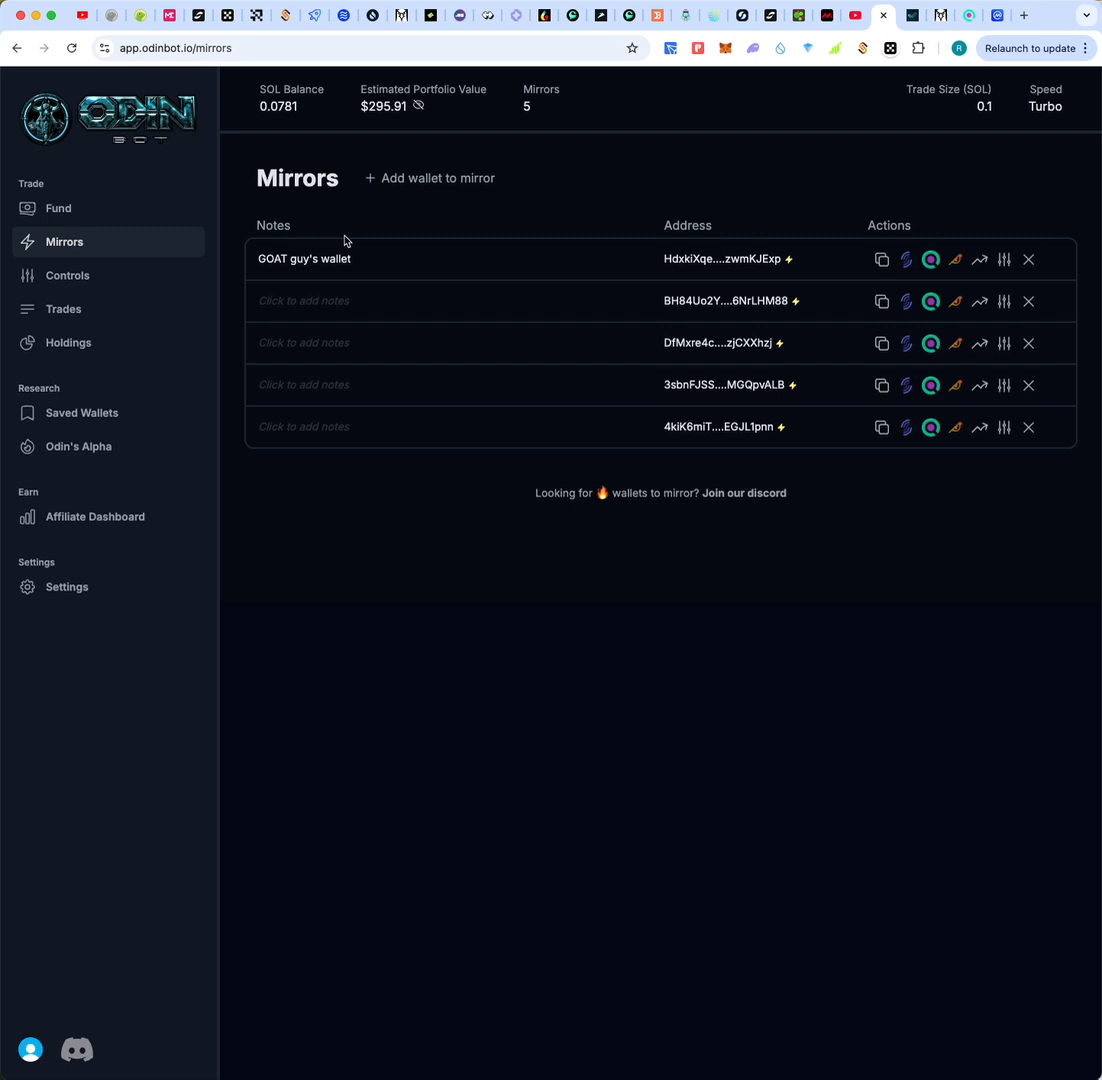 app.odinbot.io/mirrors
R
Relaunch to update
ODIN
BOT
SOL Balance
0.0781
Estimated Portfolio Value
$295.91
Mirrors
5
Trade Size (SOL)
0.1
Speed
Turbo
Trade
Fund
Mirrors
Controls
Trades
Holdings
Research
Saved Wallets
Odin's Alpha
Earn
Affiliate Dashboard
Settings
Settings
Mirrors
+ Add wallet to mirror
Notes Address Actions
GOAT guy's wallet HdxkiXqe....zwmKJExp
Click to add notes BH84Uo2Y....6NrLHM88
Click to add notes DfMxre4c....zjCXXhzj
Click to add notes 3sbnFJSS....MGQpvALB
Click to add notes 4kiK6miT....EGJL1pnn
Looking for 🔥 wallets to mirror? Join our discord